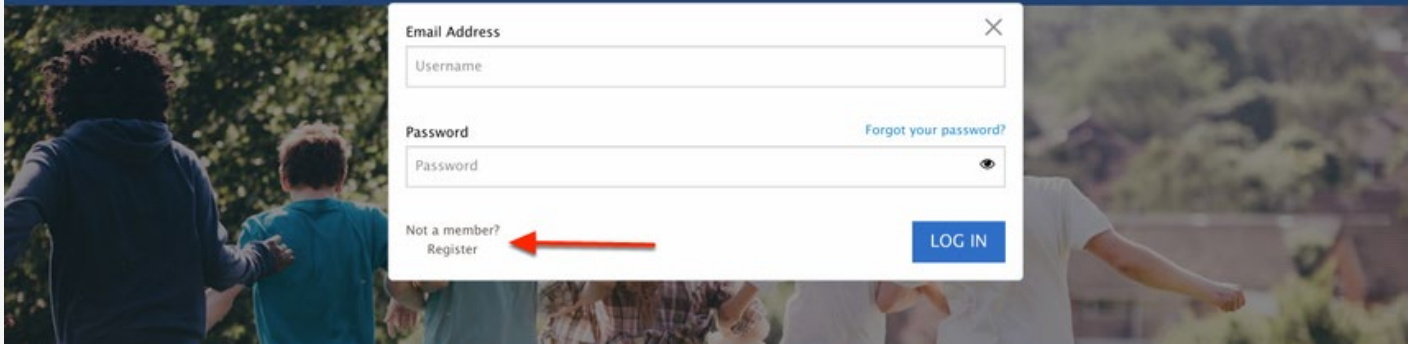 Email Address
Username
Password
Forgot your password?
Password
Not a member?
Register
LOG IN